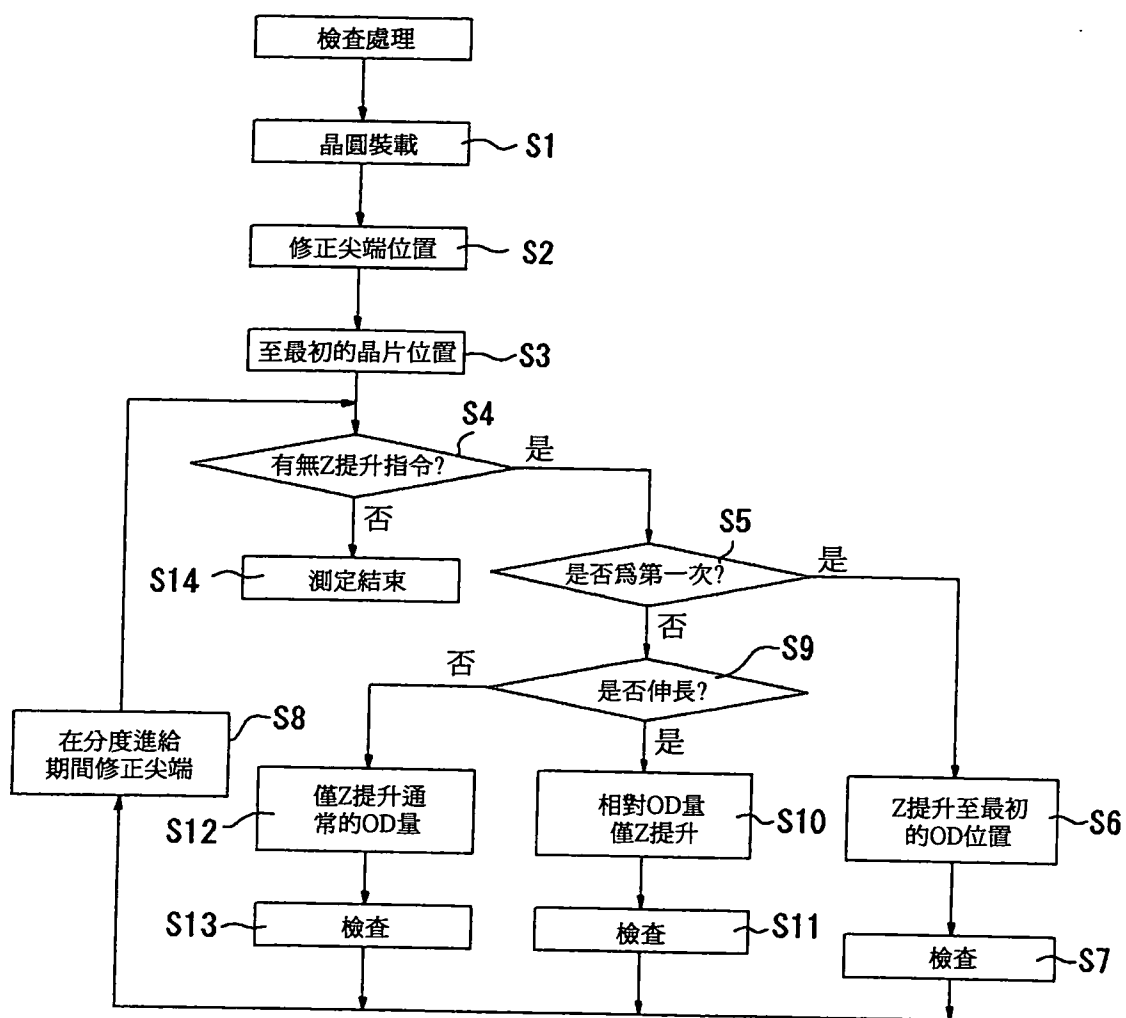 檢查處理
晶圓裝載
S1
修正尖端位置
S2
至最初的晶片位置
S3
S4
有無Z提升指令?
是
否
S14
測定結束
S5
是否爲第一次?
是
否
S9
否
是否伸長?
是
S8
在分度進給
期間修正尖端
S12
僅Z提升通
常的OD量
相對OD量
僅Z提升
S10
Z提升至最初
的OD位置
S6
S13
檢查
檢查
S11
檢查
S7